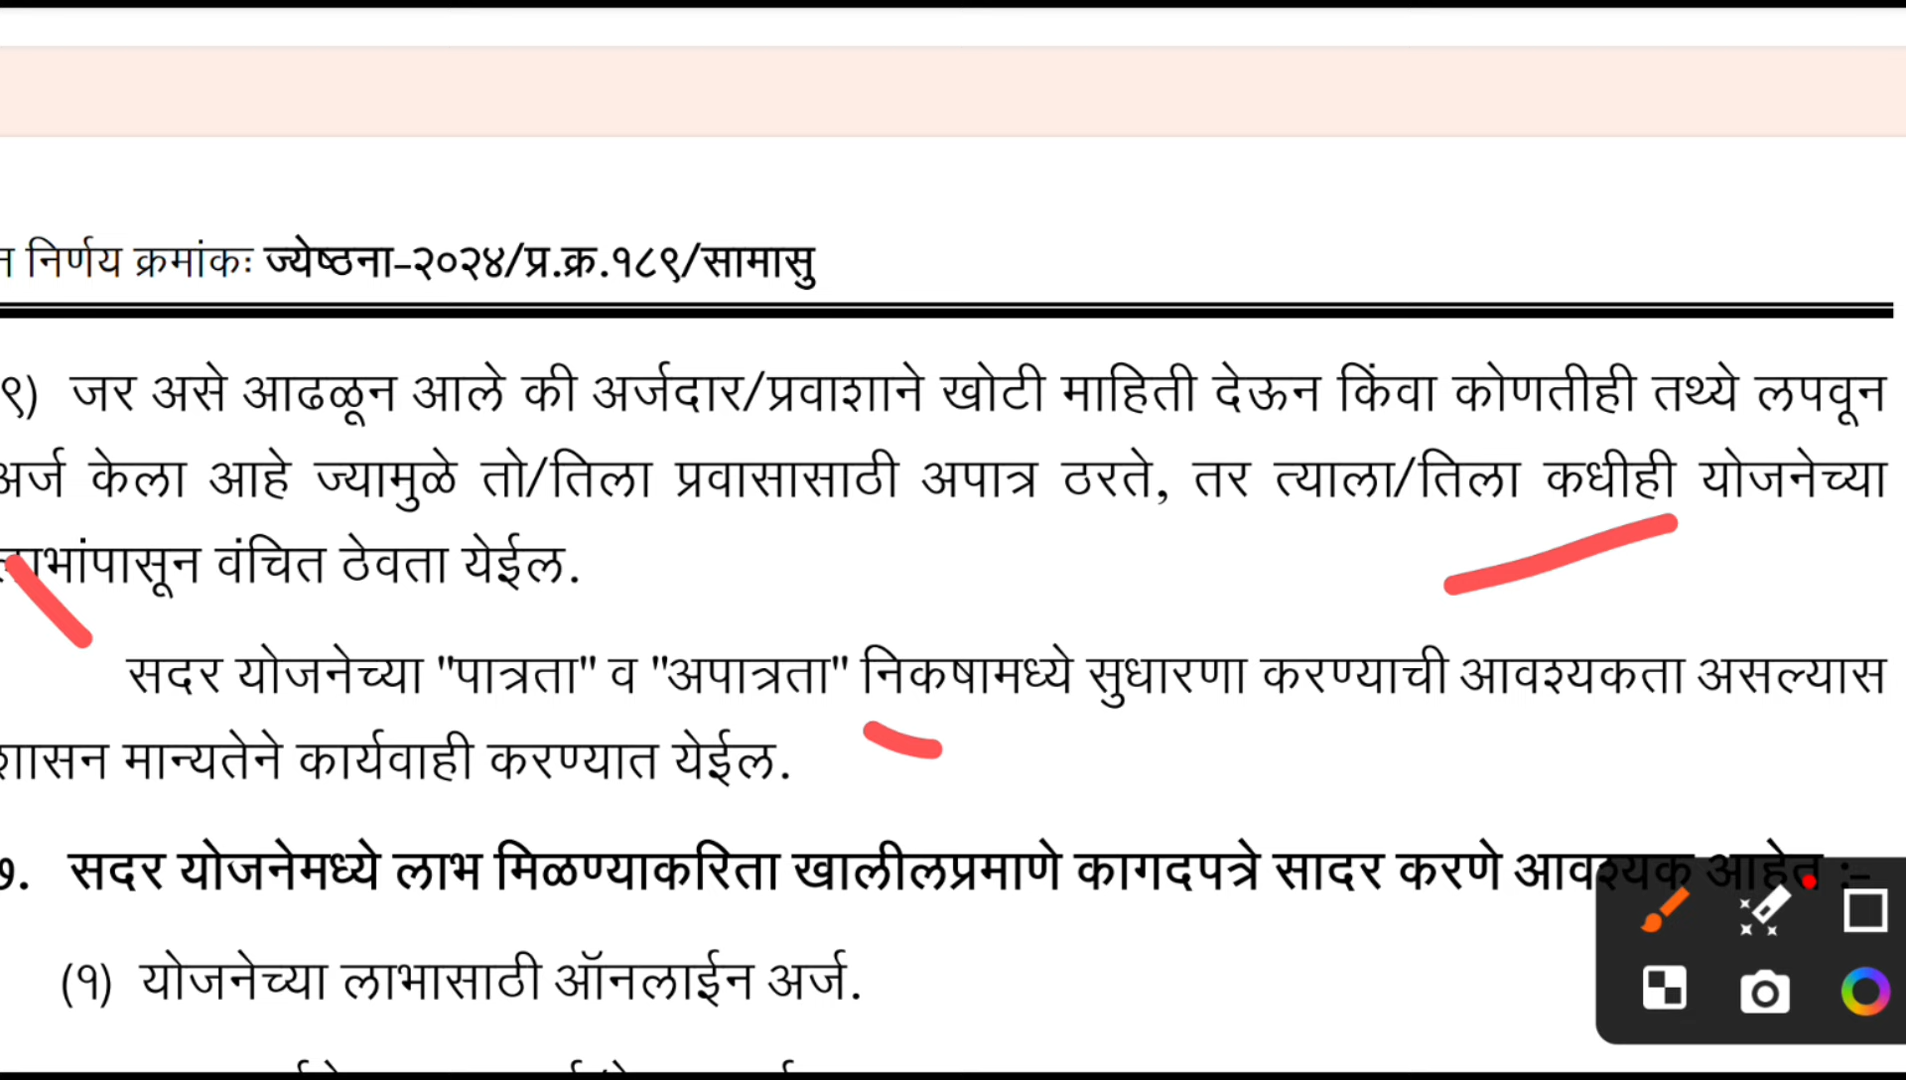 निर्णय क्रमांकः ज्येष्ठना-२०२४/प्र.क्र.१८९/सामासु
९) जर असे आढळून आले की अर्जदार/प्रवाशाने खोटी माहिती देऊन किंवा कोणतीही तथ्ये लपवून
अर्ज केला आहे ज्यामुळे तो/तिला प्रवासासाठी अपात्र ठरते, तर त्याला/तिला कधीही योजनेच्या
लाभांपासून वंचित ठेवता येईल.
सदर योजनेच्या "पात्रता" व "अपात्रता" निकषामध्ये सुधारणा करण्याची आवश्यकता असल्यास
शासन मान्यतेने कार्यवाही करण्यात येईल.
७. सदर योजनेमध्ये लाभ मिळण्याकरिता खालीलप्रमाणे कागदपत्रे सादर करणे आवश्यक आहेत :-
(१) योजनेच्या लाभासाठी ऑनलाईन अर्ज.